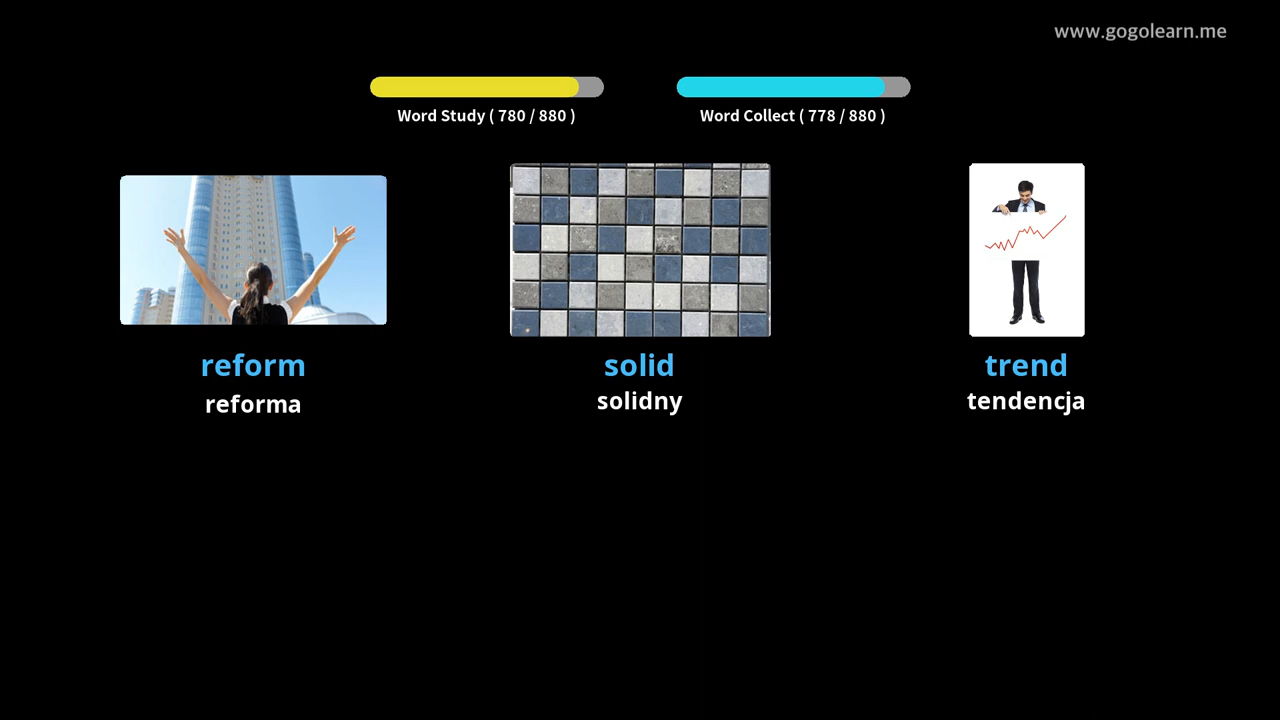 www.gogolearn.me
Word Study ( 780 / 880 )
Word Collect ( 778 / 880 )
reform
reforma
solid
solidny
trend
tendencja